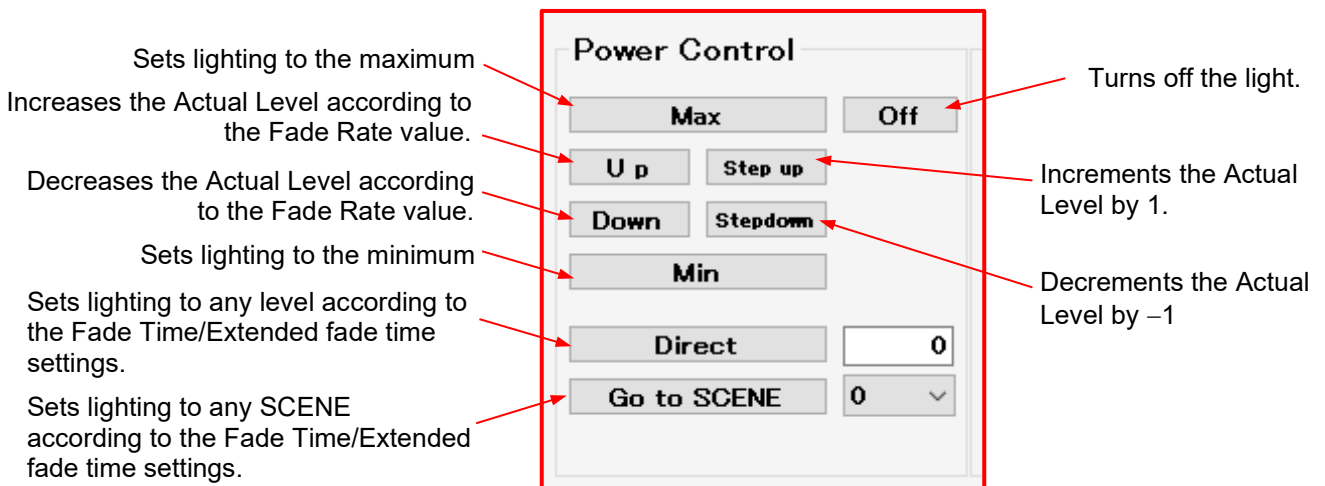 Sets lighting to the maximum
Increases the Actual Level according to
the Fade Rate value.
Decreases the Actual Level according
to the Fade Rate value.
Sets lighting to the minimum
Sets lighting to any level according to
the Fade Time/Extended fade time
settings.
Sets lighting to any SCENE
according to the Fade Time/Extended
fade time settings.
Power Control
Max
Off
U p
Step up
Down
Stepdown
Min
Direct
0
Go to SCENE
0
Turns off the light.
Increments the Actual
Level by 1.
Decrements the Actual
Level by −1